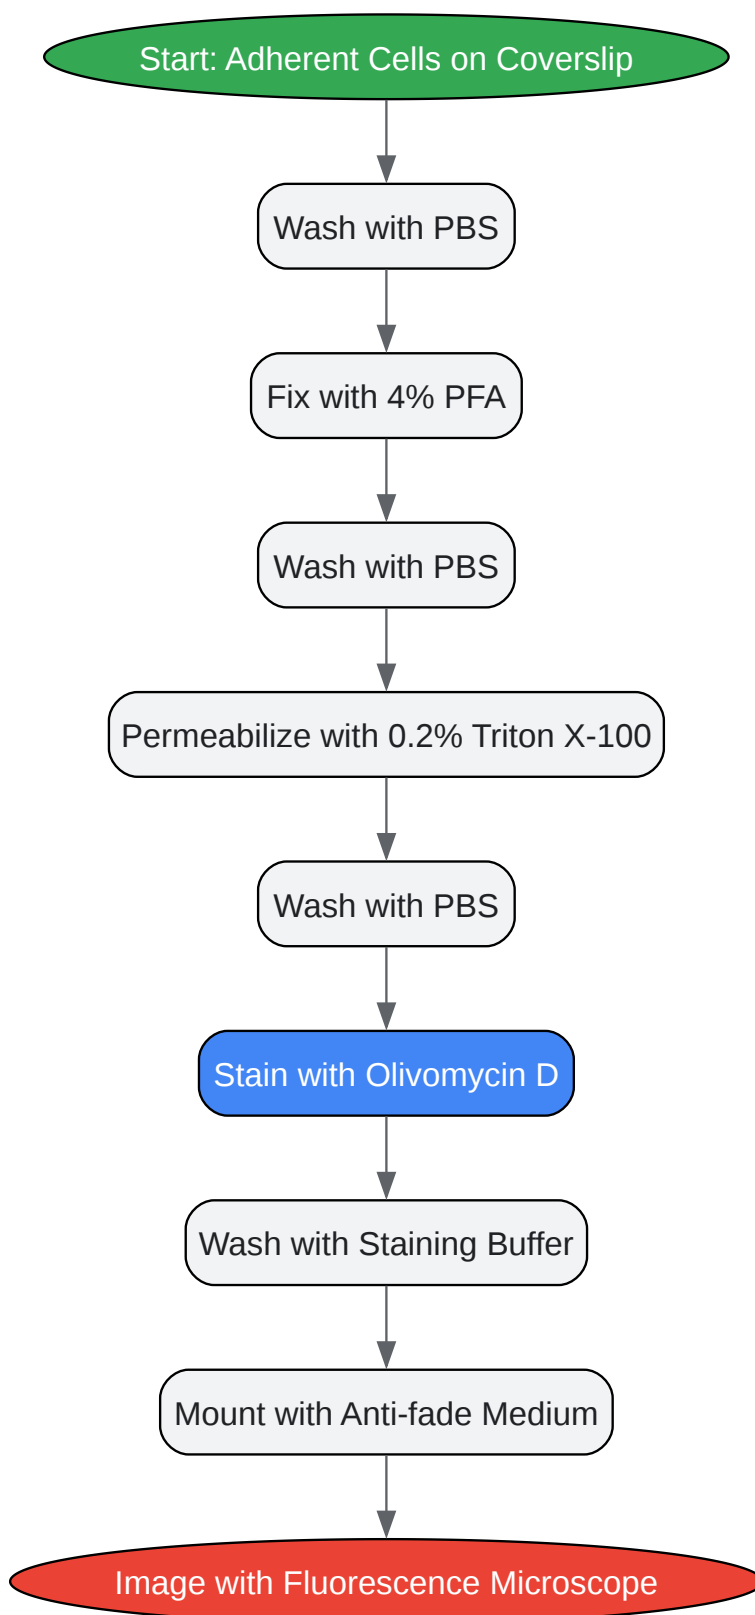 Start: Adherent Cells on Coverslip
Wash with PBS
Fix with 4% PFA
Wash with PBS
Permeabilize with 0.2% Triton X-100
Wash with PBS
Stain with Olivomycin D
Wash with Staining Buffer
Mount with Anti-fade Medium
Image with Fluorescence Microscope